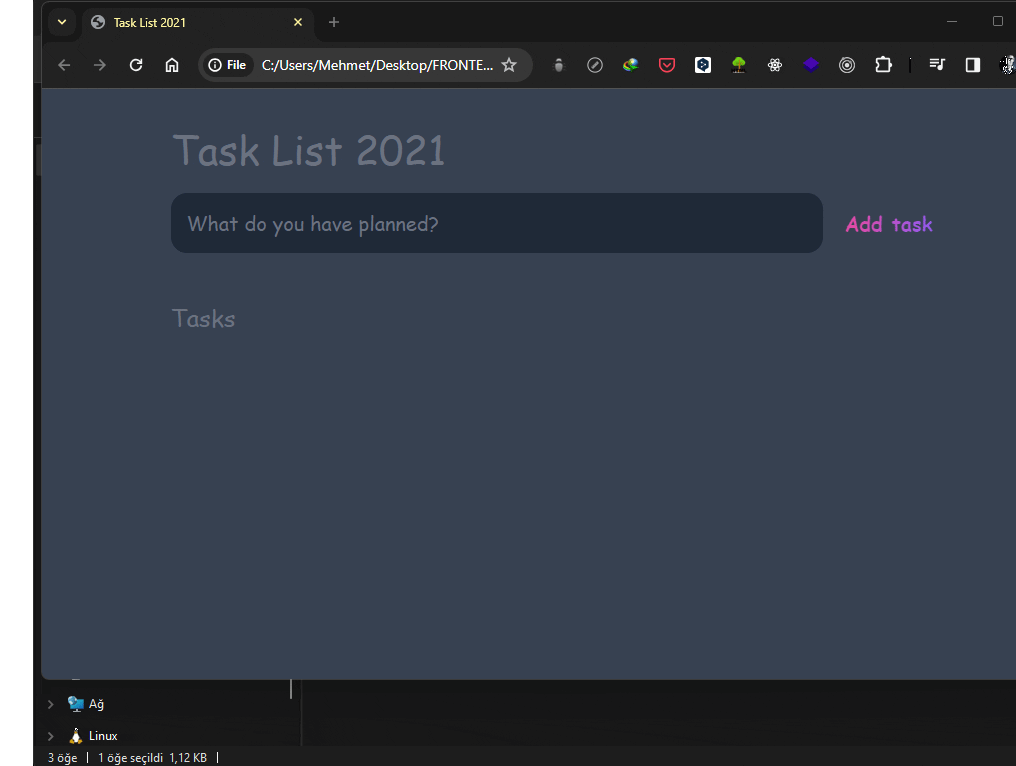 Task List 2021
File C:/Users/Mehmet/Desktop/FRONTE...
Task List 2021
What do you have planned?
Add task
Tasks
Ağ
Linux
3 öğe 1 öğe seçildi 1,12 KB